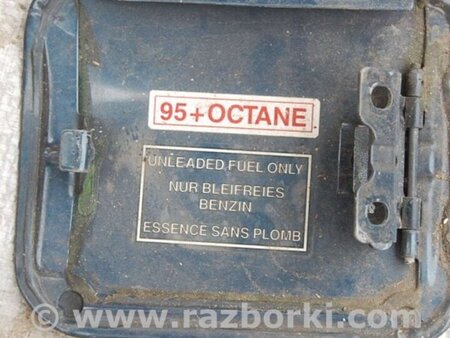 95+OCTANE
UNLEADED FUEL ONLY
NUR BLEIFREIES
BENZIN
ESSENCE SANS PLOMB
www.razborki.com